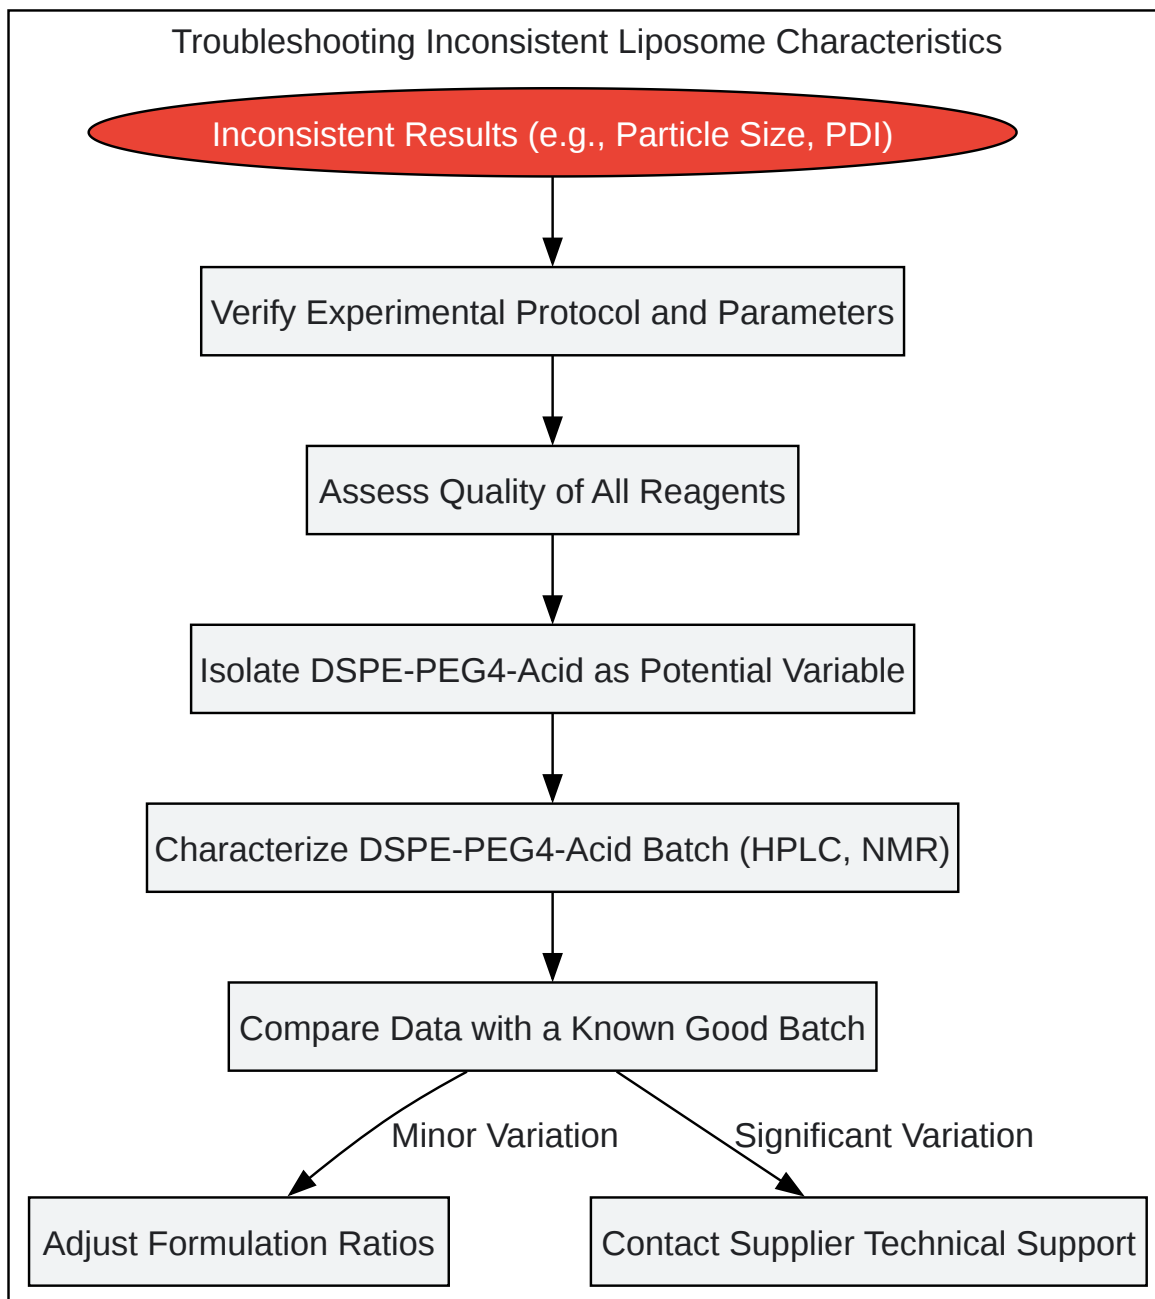 Troubleshooting Inconsistent Liposome Characteristics
Inconsistent Results (e.g., Particle Size, PDI)
Verify Experimental Protocol and Parameters
Assess Quality of All Reagents
Isolate DSPE-PEG4-Acid as Potential Variable
Characterize DSPE-PEG4-Acid Batch (HPLC, NMR)
Compare Data with a Known Good Batch
Minor Variation
Significant Variation
Adjust Formulation Ratios
Contact Supplier Technical Support